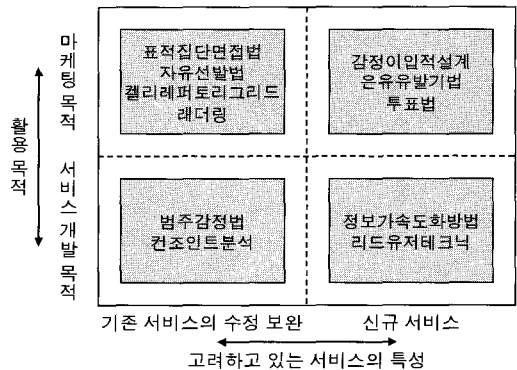 마케팅 목적
표적집단면접법
자유선발법
켈리레퍼토리그리드
래더링
감정이입적설계
은유유발기법
투표법
활용 목적
서비스 개발 목적
범주감정법
컨조인트분석
정보가속도화방법
리드유저테크닉
기존 서비스의 수정 보완
신규 서비스
고려하고 있는 서비스의 특성